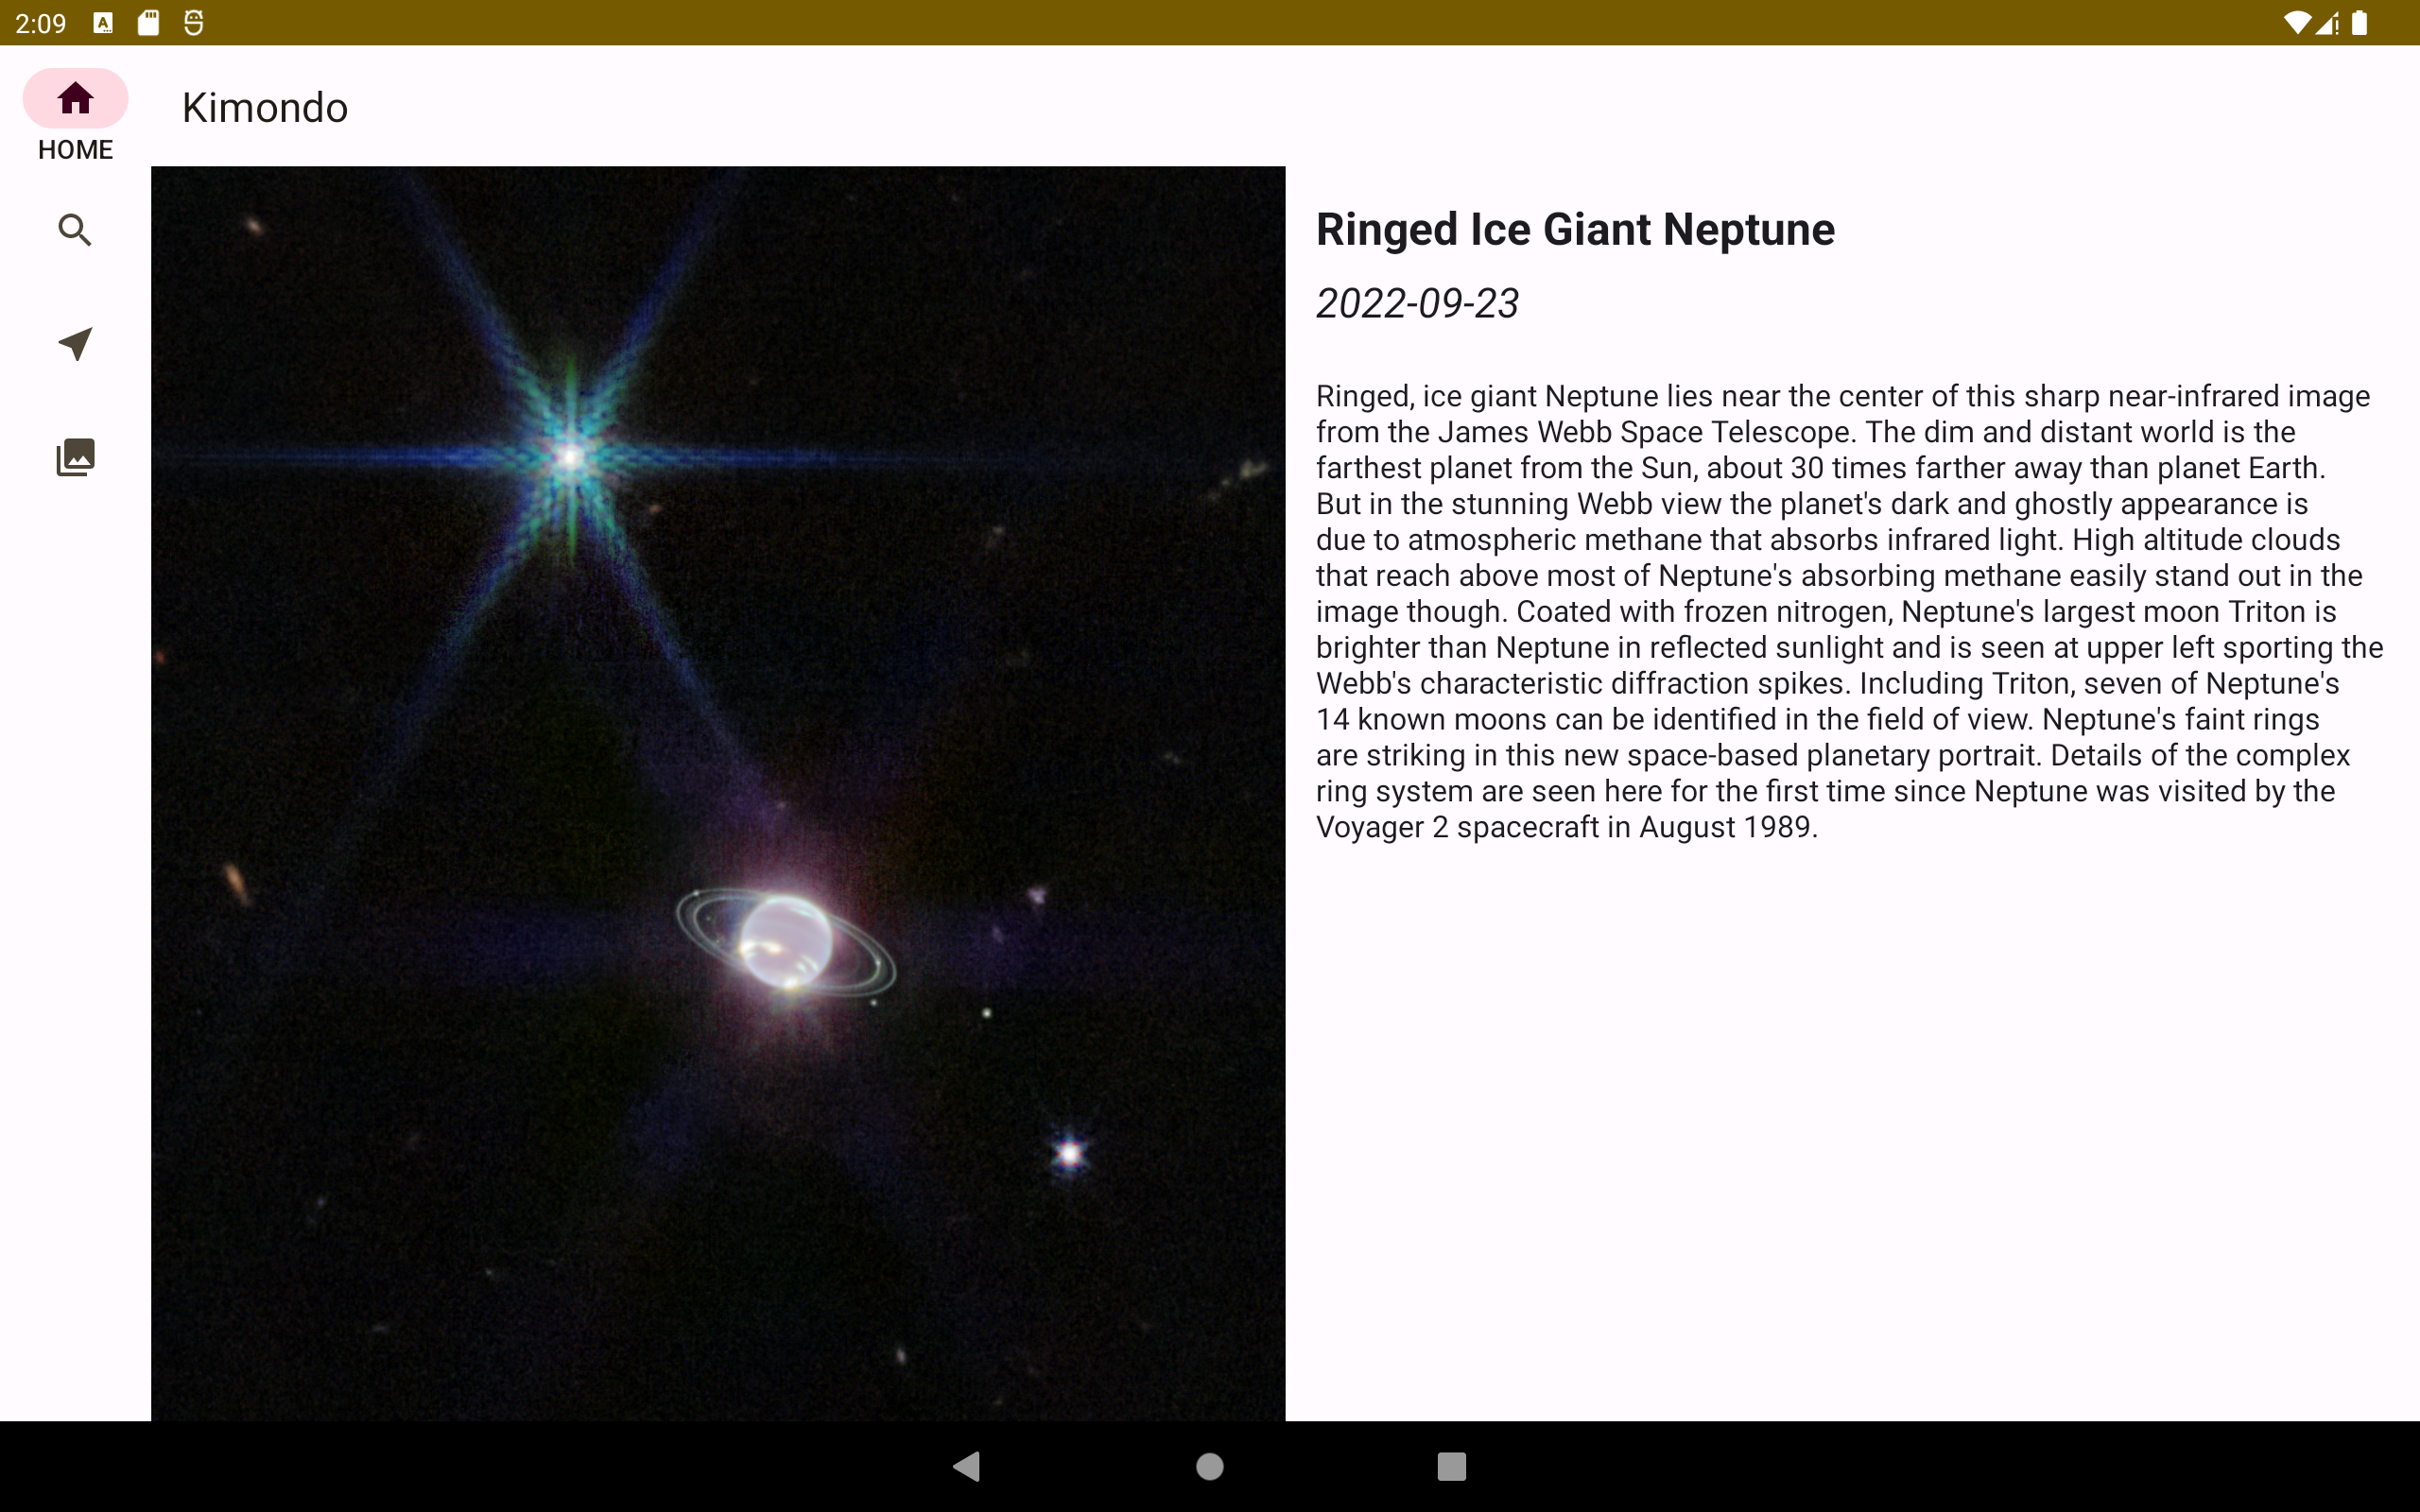 2:09
Kimondo
HOME
Ringed Ice Giant Neptune
2022-09-23
Ringed, ice giant Neptune lies near the center of this sharp near-infrared image
from the James Webb Space Telescope. The dim and distant world is the
farthest planet from the Sun, about 30 times farther away than planet Earth.
But in the stunning Webb view the planet's dark and ghostly appearance is
due to atmospheric methane that absorbs infrared light. High altitude clouds
that reach above most of Neptune's absorbing methane easily stand out in the
image though. Coated with frozen nitrogen, Neptune's largest moon Triton is
brighter than Neptune in reflected sunlight and is seen at upper left sporting the
Webb's characteristic diffraction spikes. Including Triton, seven of Neptune's
14 known moons can be identified in the field of view. Neptune's faint rings
are striking in this new space-based planetary portrait. Details of the complex
ring system are seen here for the first time since Neptune was visited by the
Voyager 2 spacecraft in August 1989.